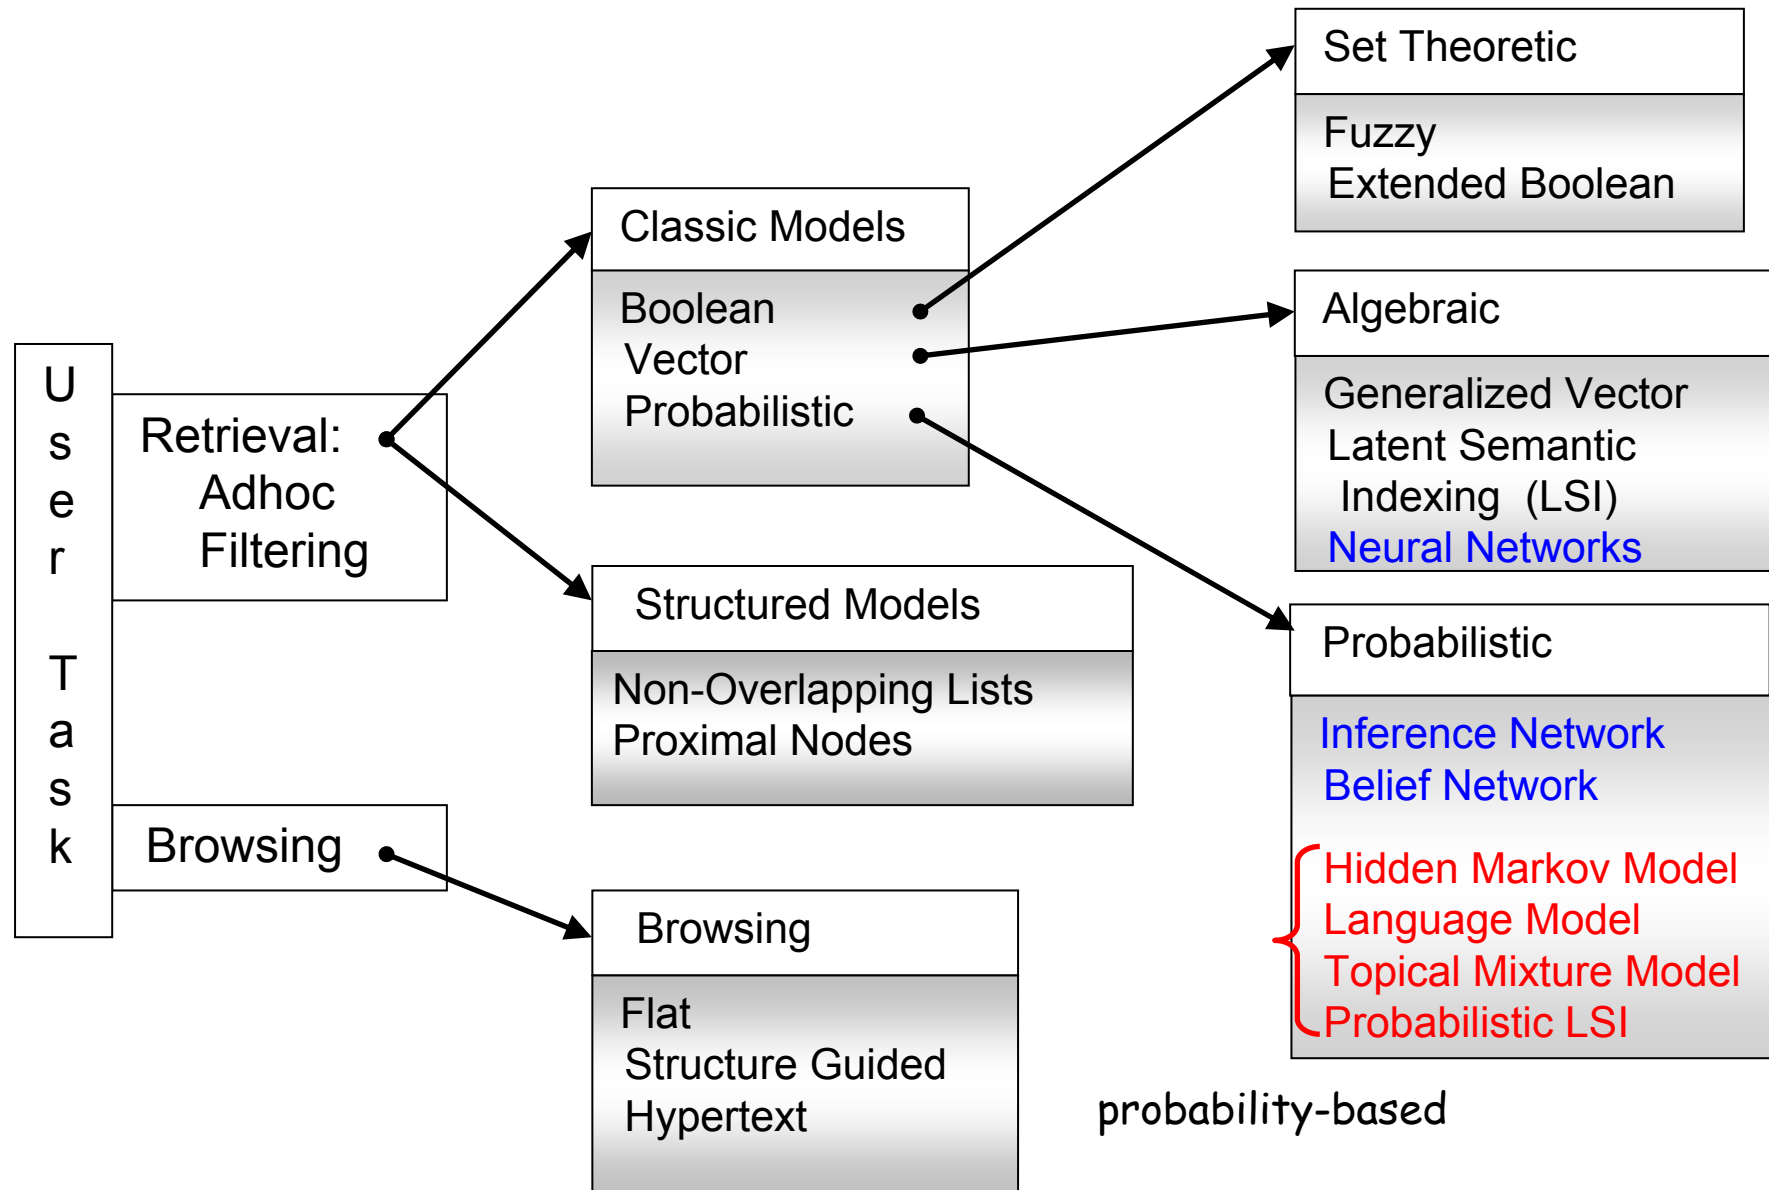 User Task
Retrieval:
Adhoc
Filtering
Browsing
Classic Models
Boolean
Vector
Probabilistic
Structured Models
Non-Overlapping Lists
Proximal Nodes
Browsing
Flat
Structure Guided
Hypertext
Set Theoretic
Fuzzy
Extended Boolean
Algebraic
Generalized Vector
Latent Semantic
Indexing (LSI)
Neural Networks
Probabilistic
Inference Network
Belief Network
Hidden Markov Model
Language Model
Topical Mixture Model
Probabilistic LSI
probability-based